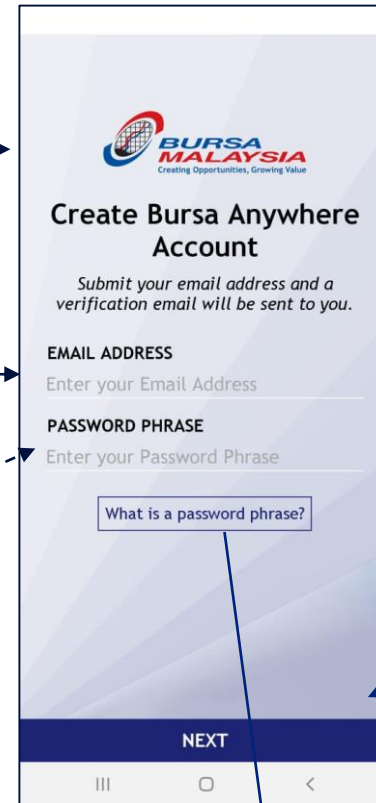 BURSA
MALAYSIA
Creating Opportunities, Growing Value
Create Bursa Anywhere
Account
Submit your email address and a
verification email will be sent to you.
EMAIL ADDRESS
Enter your Email Address
PASSWORD PHRASE
Enter your Password Phrase
What is a password phrase?
NEXT